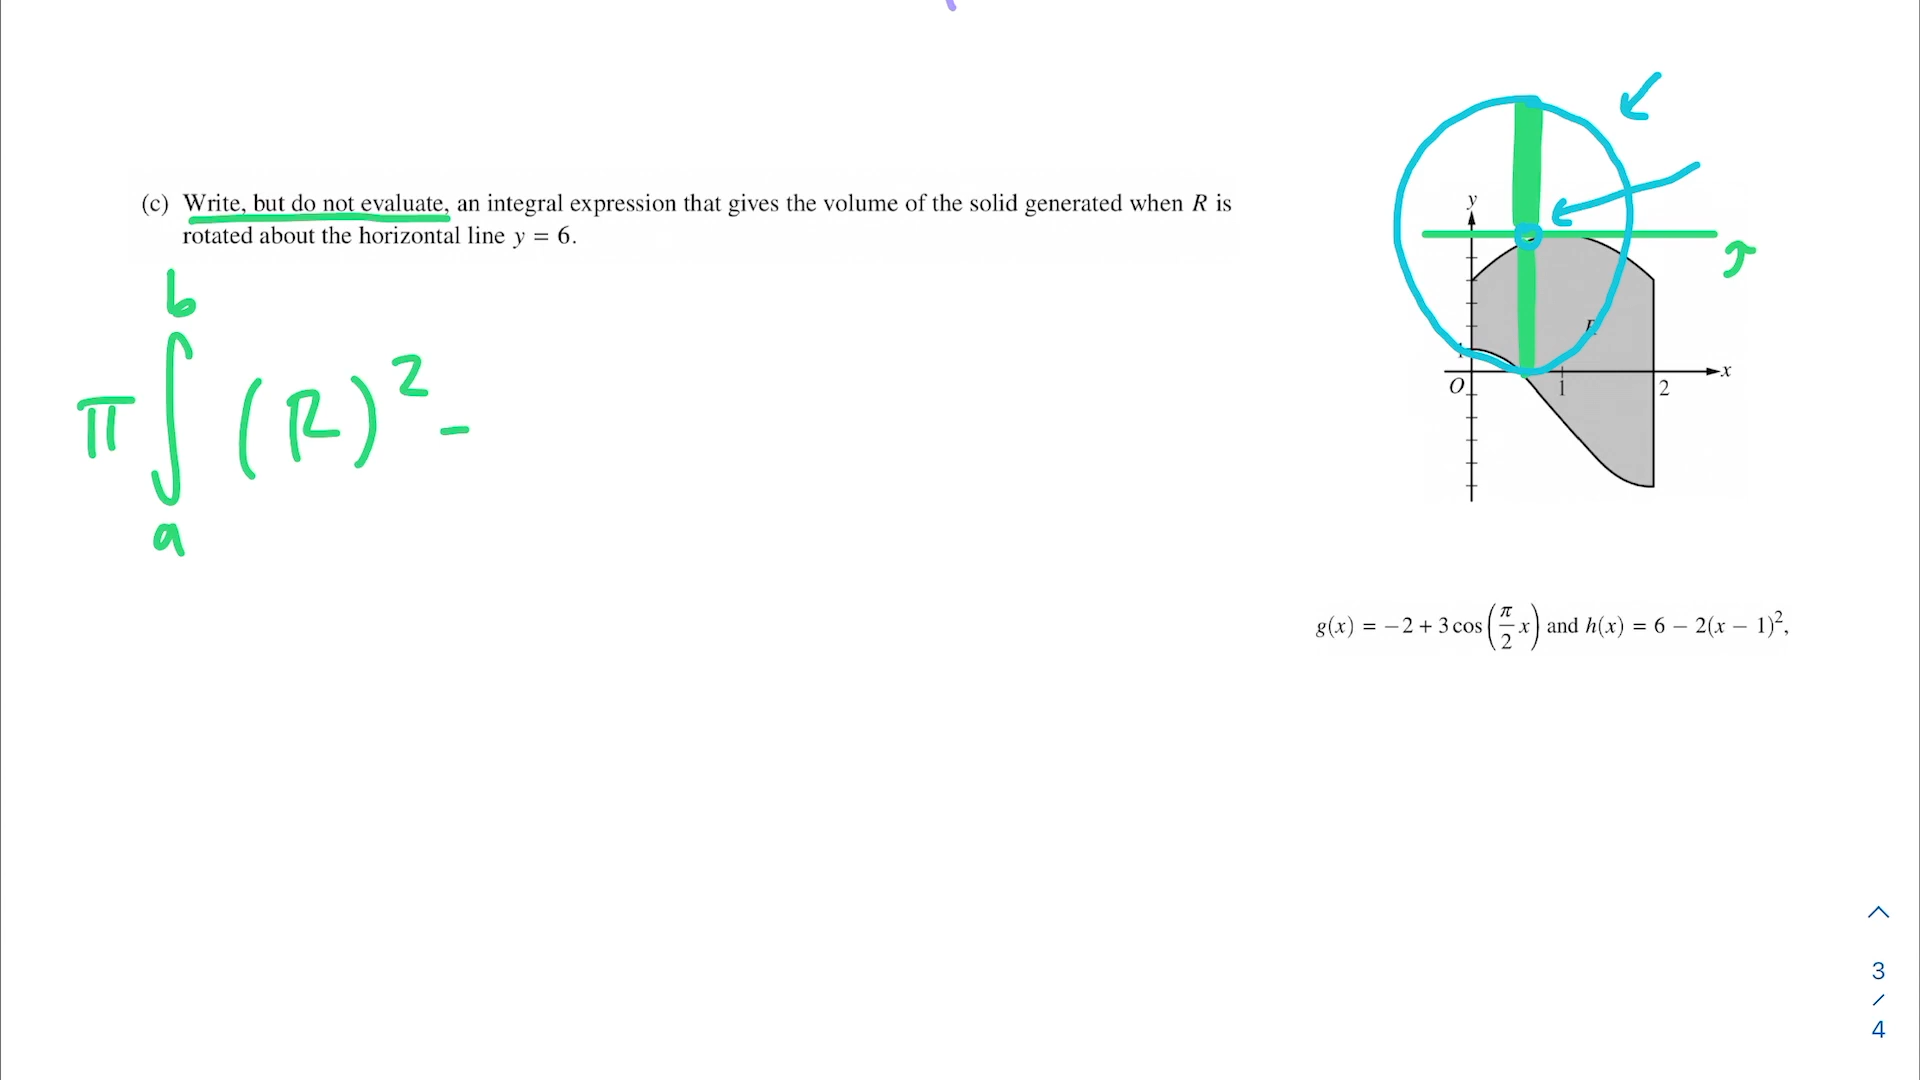 (c) Write, but do not evaluate, an integral expression that gives the volume of the solid generated when R is
rotated about the horizontal line y = 6.
π ∫ₐᵇ (R)² −
y
1
R
O
1
2
x
g(x) = −2 + 3 cos(π/2 x) and h(x) = 6 − 2(x − 1)²,
3
/
4